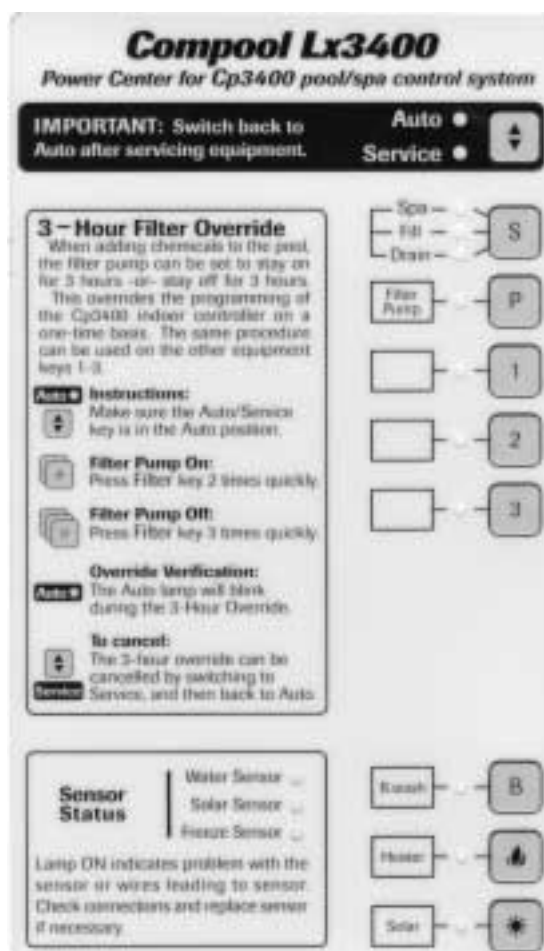 Compool Lx3400
Power Center for Cp3400 pool/spa control system
IMPORTANT: Switch back to
Auto after servicing equipment.
Auto
Service
3-Hour Filter Override
When adding chemicals to the pool,
the filter pump can be set to stay on
for 3 hours -or- stay off for 3 hours.
This overrides the programming of
the Cp3400 indoor controller on a
one-time basis. The same procedure
can be used on the other equipment
keys 1-3.
Auto
Instructions:
Make sure the Auto/Service
key is in the Auto position.
Filter Pump On:
Press Filter key 2 times quickly.
Filter Pump Off:
Press Filter key 3 times quickly.
Override Verification:
Auto
The Auto lamp will blink
during the 3-Hour Override.
To cancel:
The 3-hour override can be
cancelled by switching to
Service, and then back to Auto
Service
Spa
Fill
Drain
S
Filter
Pump
P
1
2
3
Sensor
Status
Water Sensor
Solar Sensor
Freeze Sensor
Lamp ON indicates problem with the
sensor or wires leading to sensor.
Check connections and replace sensor
if necessary.
B
Heater
Solar